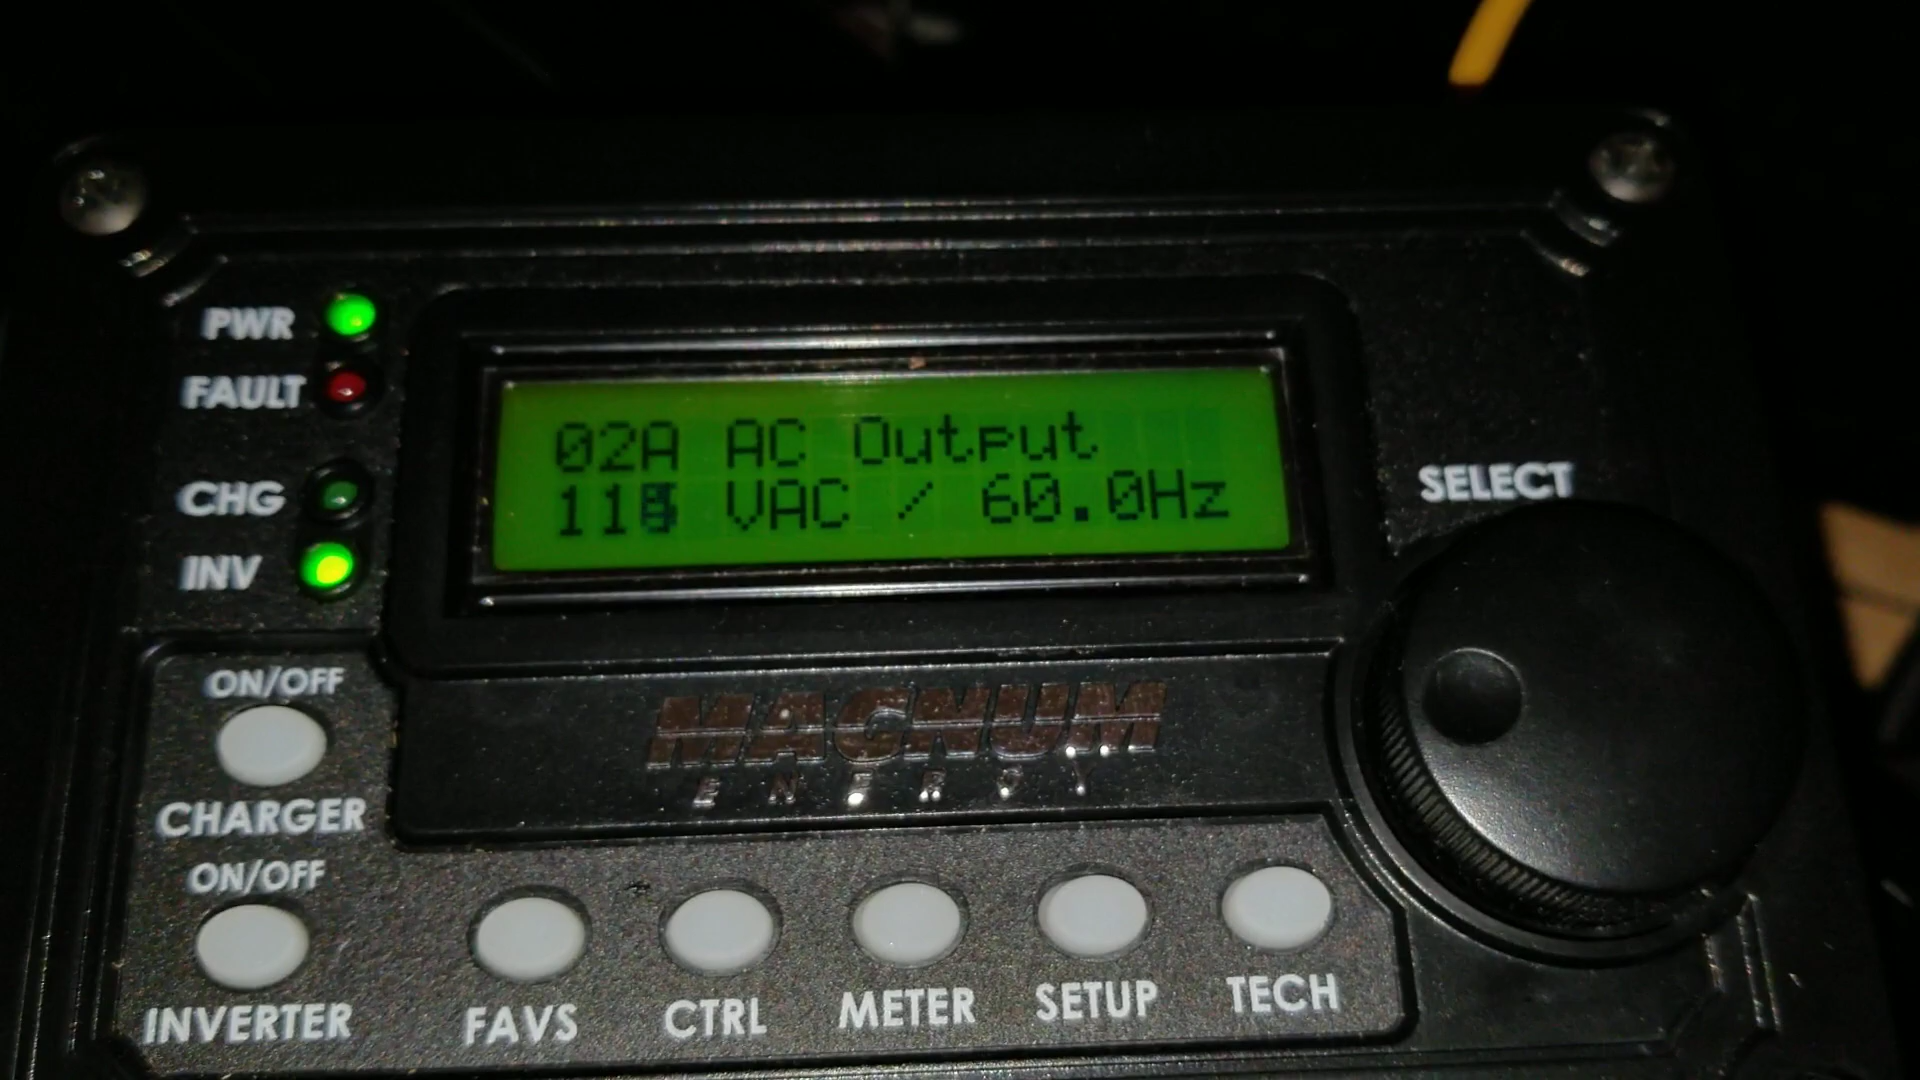 PWR
FAULT
CHG
INV
02A AC Output
VAC / 60.0Hz
SELECT
ON/OFF
CHARGER
ON/OFF
INVERTER
MAGNUM
ENERGY
FAVS
CTRL
METER
SETUP
TECH